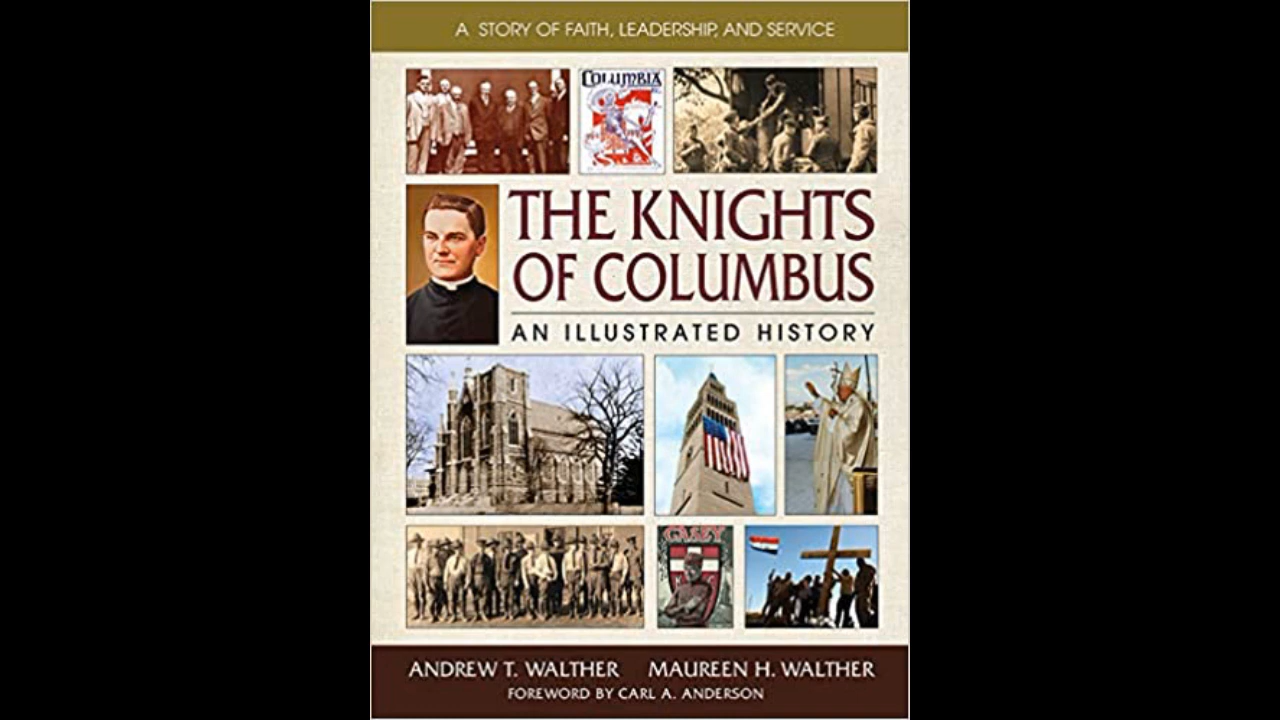 A STORY OF FAITH, LEADERSHIP, AND SERVICE
COLUMBIA
THE KNIGHTS
OF COLUMBUS
AN ILLUSTRATED HISTORY
CASEY
ANDREW T. WALTHER MAUREEN H. WALTHER
FOREWORD BY CARL A. ANDERSON